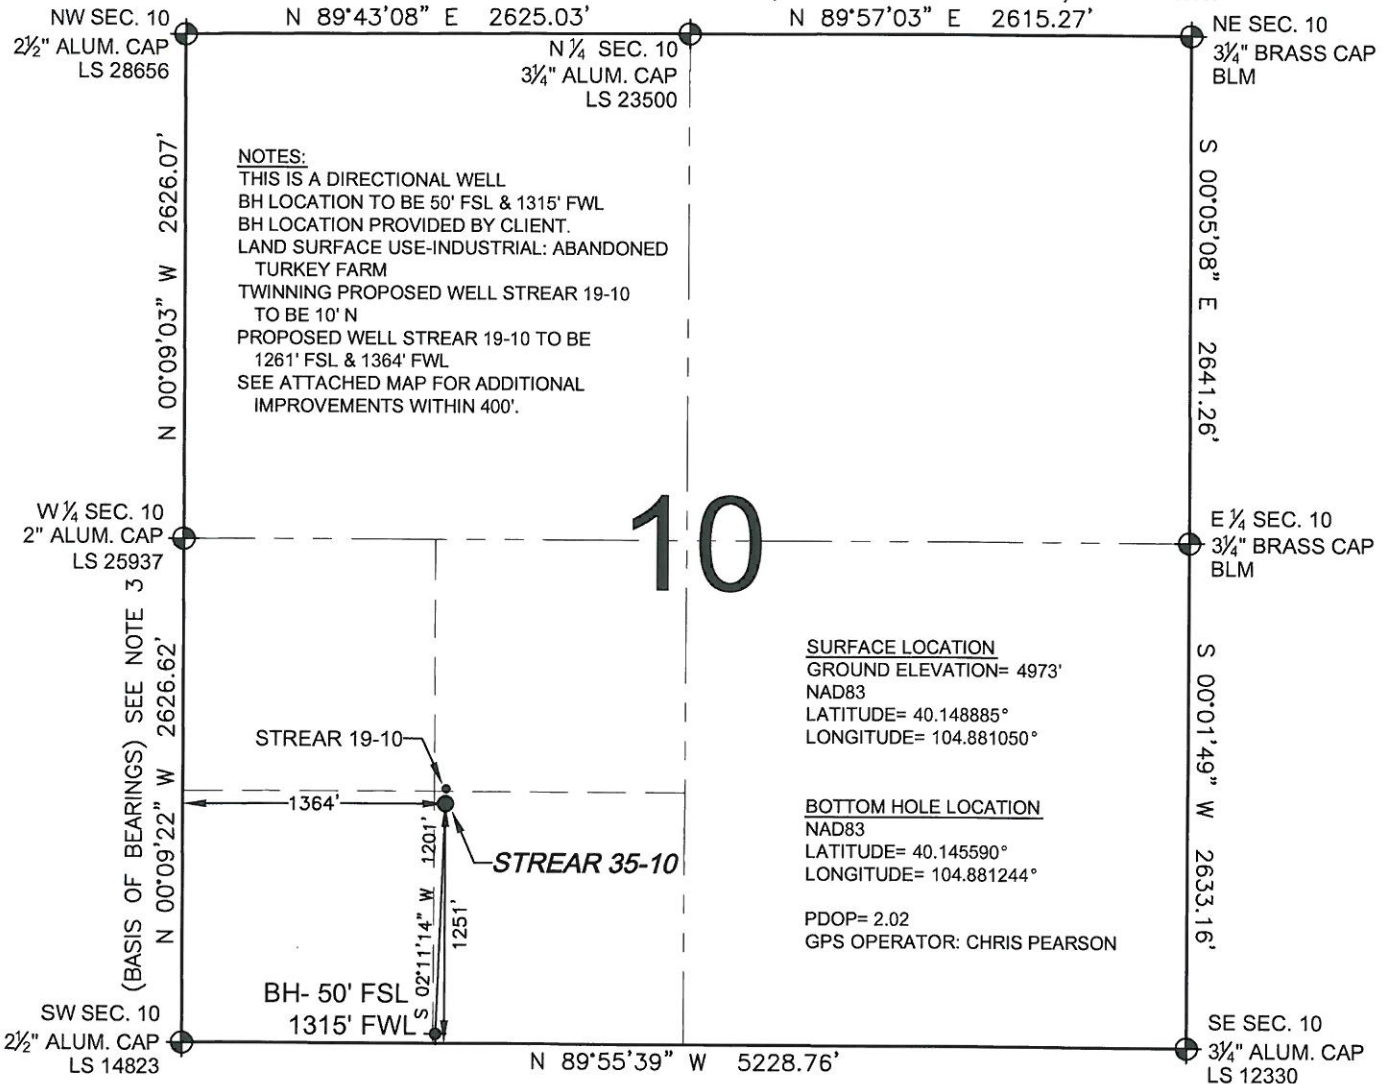 N 89°43'08" E 2625.03'
N 89°57'03" E 2615.27'
NW SEC. 10
2½" ALUM. CAP
LS 28656
N ¼ SEC. 10
3¼" ALUM. CAP
LS 23500
NE SEC. 10
3¼" BRASS CAP
BLM
N 00°09'03" W 2626.07'
S 00°05'08" E 2641.26'
NOTES:
THIS IS A DIRECTIONAL WELL
BH LOCATION TO BE 50' FSL & 1315' FWL
BH LOCATION PROVIDED BY CLIENT.
LAND SURFACE USE-INDUSTRIAL: ABANDONED
TURKEY FARM
TWINNING PROPOSED WELL STREAR 19-10
TO BE 10' N
PROPOSED WELL STREAR 19-10 TO BE
1261' FSL & 1364' FWL
SEE ATTACHED MAP FOR ADDITIONAL
IMPROVEMENTS WITHIN 400'.
W ¼ SEC. 10
2" ALUM. CAP
LS 25937
10
E ¼ SEC. 10
3¼" BRASS CAP
BLM
(BASIS OF BEARINGS) SEE NOTE 3
N 00°09'22" W 2626.62'
S 00°01'49" W 2633.16'
SURFACE LOCATION
GROUND ELEVATION= 4973'
NAD83
LATITUDE= 40.148885°
LONGITUDE= 104.881050°
STREAR 19-10
1364'
STREAR 35-10
S 02°11'14" W 1201'
1251'
BOTTOM HOLE LOCATION
NAD83
LATITUDE= 40.145590°
LONGITUDE= 104.881244°
PDOP= 2.02
GPS OPERATOR: CHRIS PEARSON
BH- 50' FSL
1315' FWL
SW SEC. 10
2½" ALUM. CAP
LS 14823
N 89°55'39" W 5228.76'
SE SEC. 10
3¼" ALUM. CAP
LS 12330